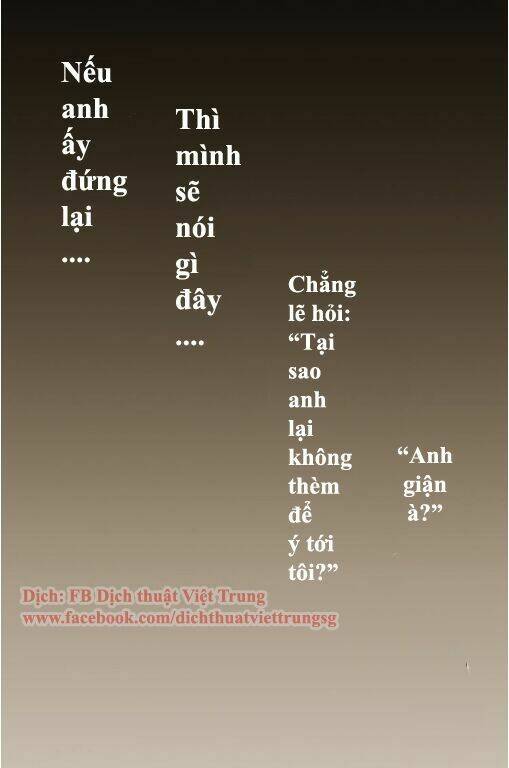 Nếu
anh
ấy
đứng
lại
....
Thì
mình
sẽ
nói
gì
đây
....
Chẳng
lẽ hỏi:
“Tại
sao
anh
lại
không
thèm
để
ý tới
tôi?”
“Anh
giận
à?”
Dịch: FB Dịch thuật Việt Trung
www.facebook.com/dichthuatviettrungsg